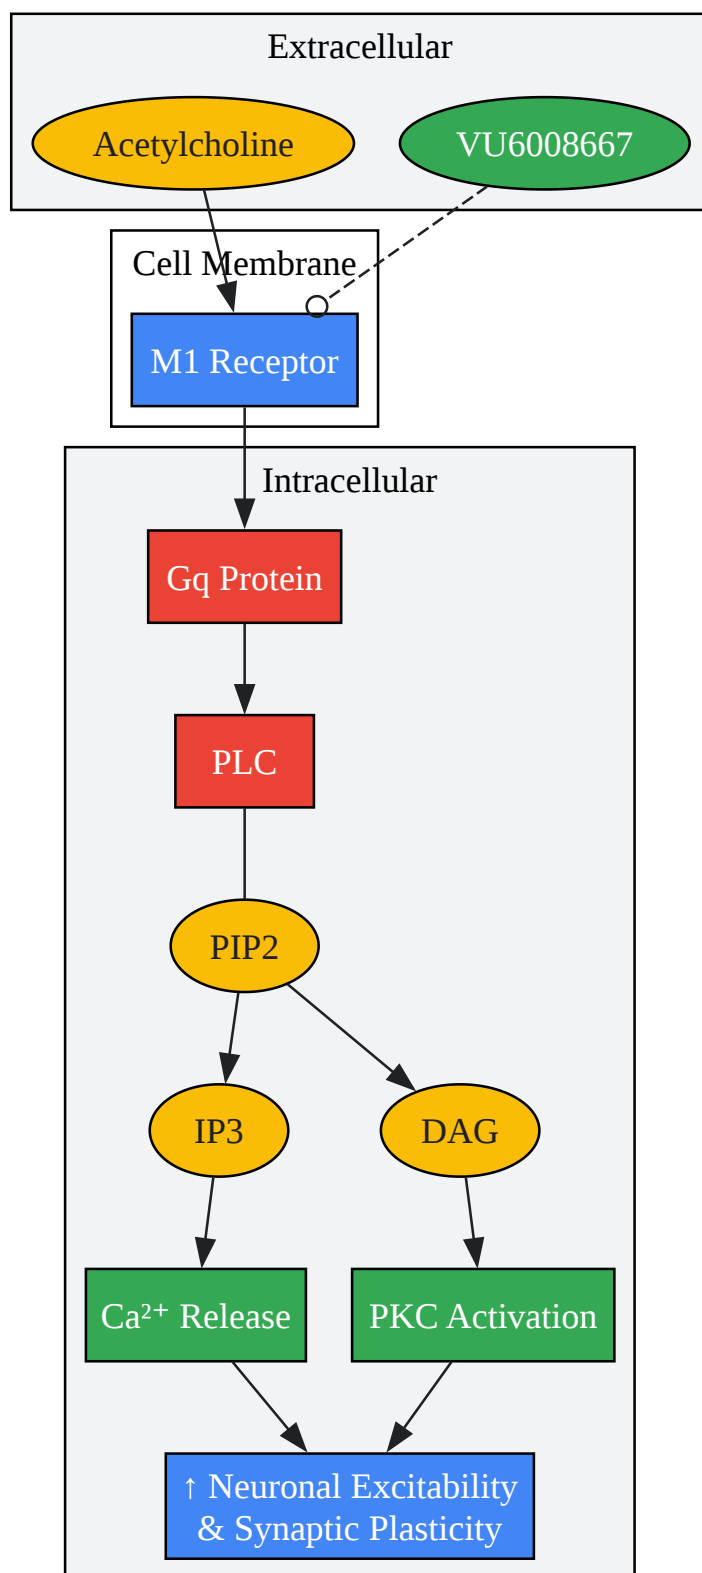 Extracellular
Acetylcholine
VU6008667
Cell Membrane
M1 Receptor
Intracellular
Gq Protein
PLC
PIP2
IP3
DAG
Ca²⁺ Release
PKC Activation
↑ Neuronal Excitability
& Synaptic Plasticity